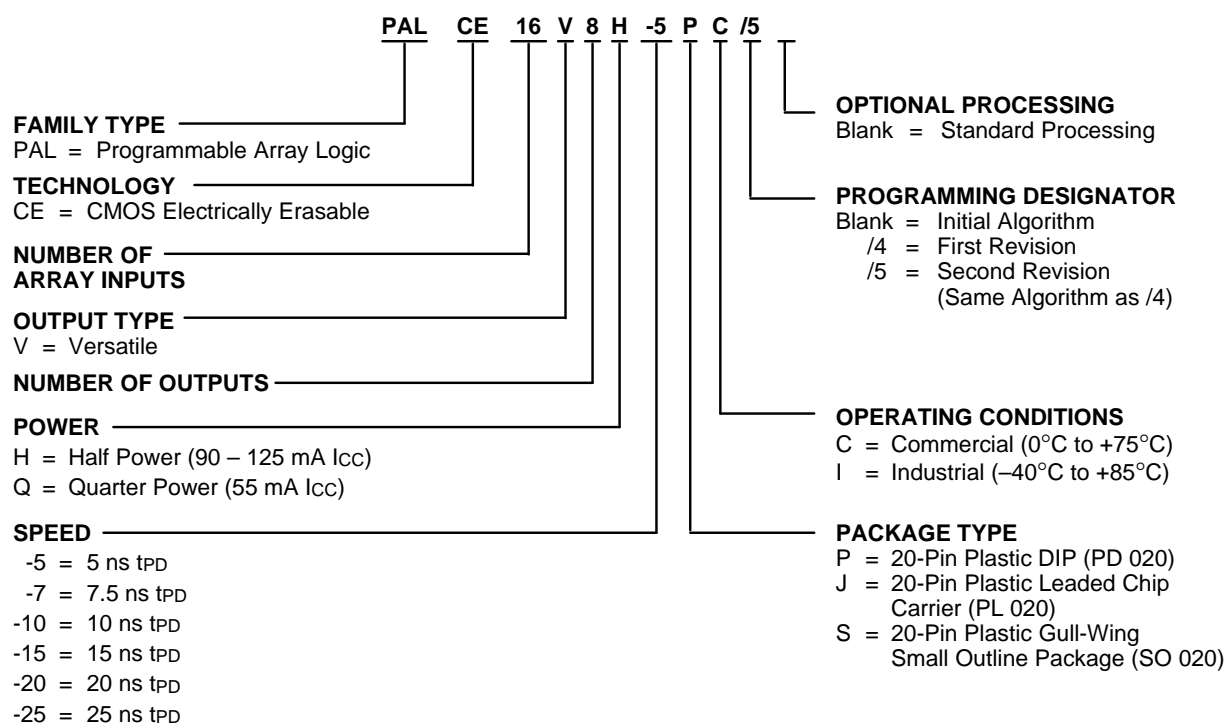 PAL CE 16 V 8 H -5 P C /5
FAMILY TYPE
PAL = Programmable Array Logic
TECHNOLOGY
CE = CMOS Electrically Erasable
NUMBER OF
ARRAY INPUTS
OUTPUT TYPE
V = Versatile
NUMBER OF OUTPUTS
POWER
H = Half Power (90 – 125 mA ICC)
Q = Quarter Power (55 mA ICC)
SPEED
-5 = 5 ns tPD
-7 = 7.5 ns tPD
-10 = 10 ns tPD
-15 = 15 ns tPD
-20 = 20 ns tPD
-25 = 25 ns tPD
OPTIONAL PROCESSING
Blank = Standard Processing
PROGRAMMING DESIGNATOR
Blank = Initial Algorithm
/4 = First Revision
/5 = Second Revision
(Same Algorithm as /4)
OPERATING CONDITIONS
C = Commercial (0°C to +75°C)
I = Industrial (–40°C to +85°C)
PACKAGE TYPE
P = 20-Pin Plastic DIP (PD 020)
J = 20-Pin Plastic Leaded Chip
Carrier (PL 020)
S = 20-Pin Plastic Gull-Wing
Small Outline Package (SO 020)